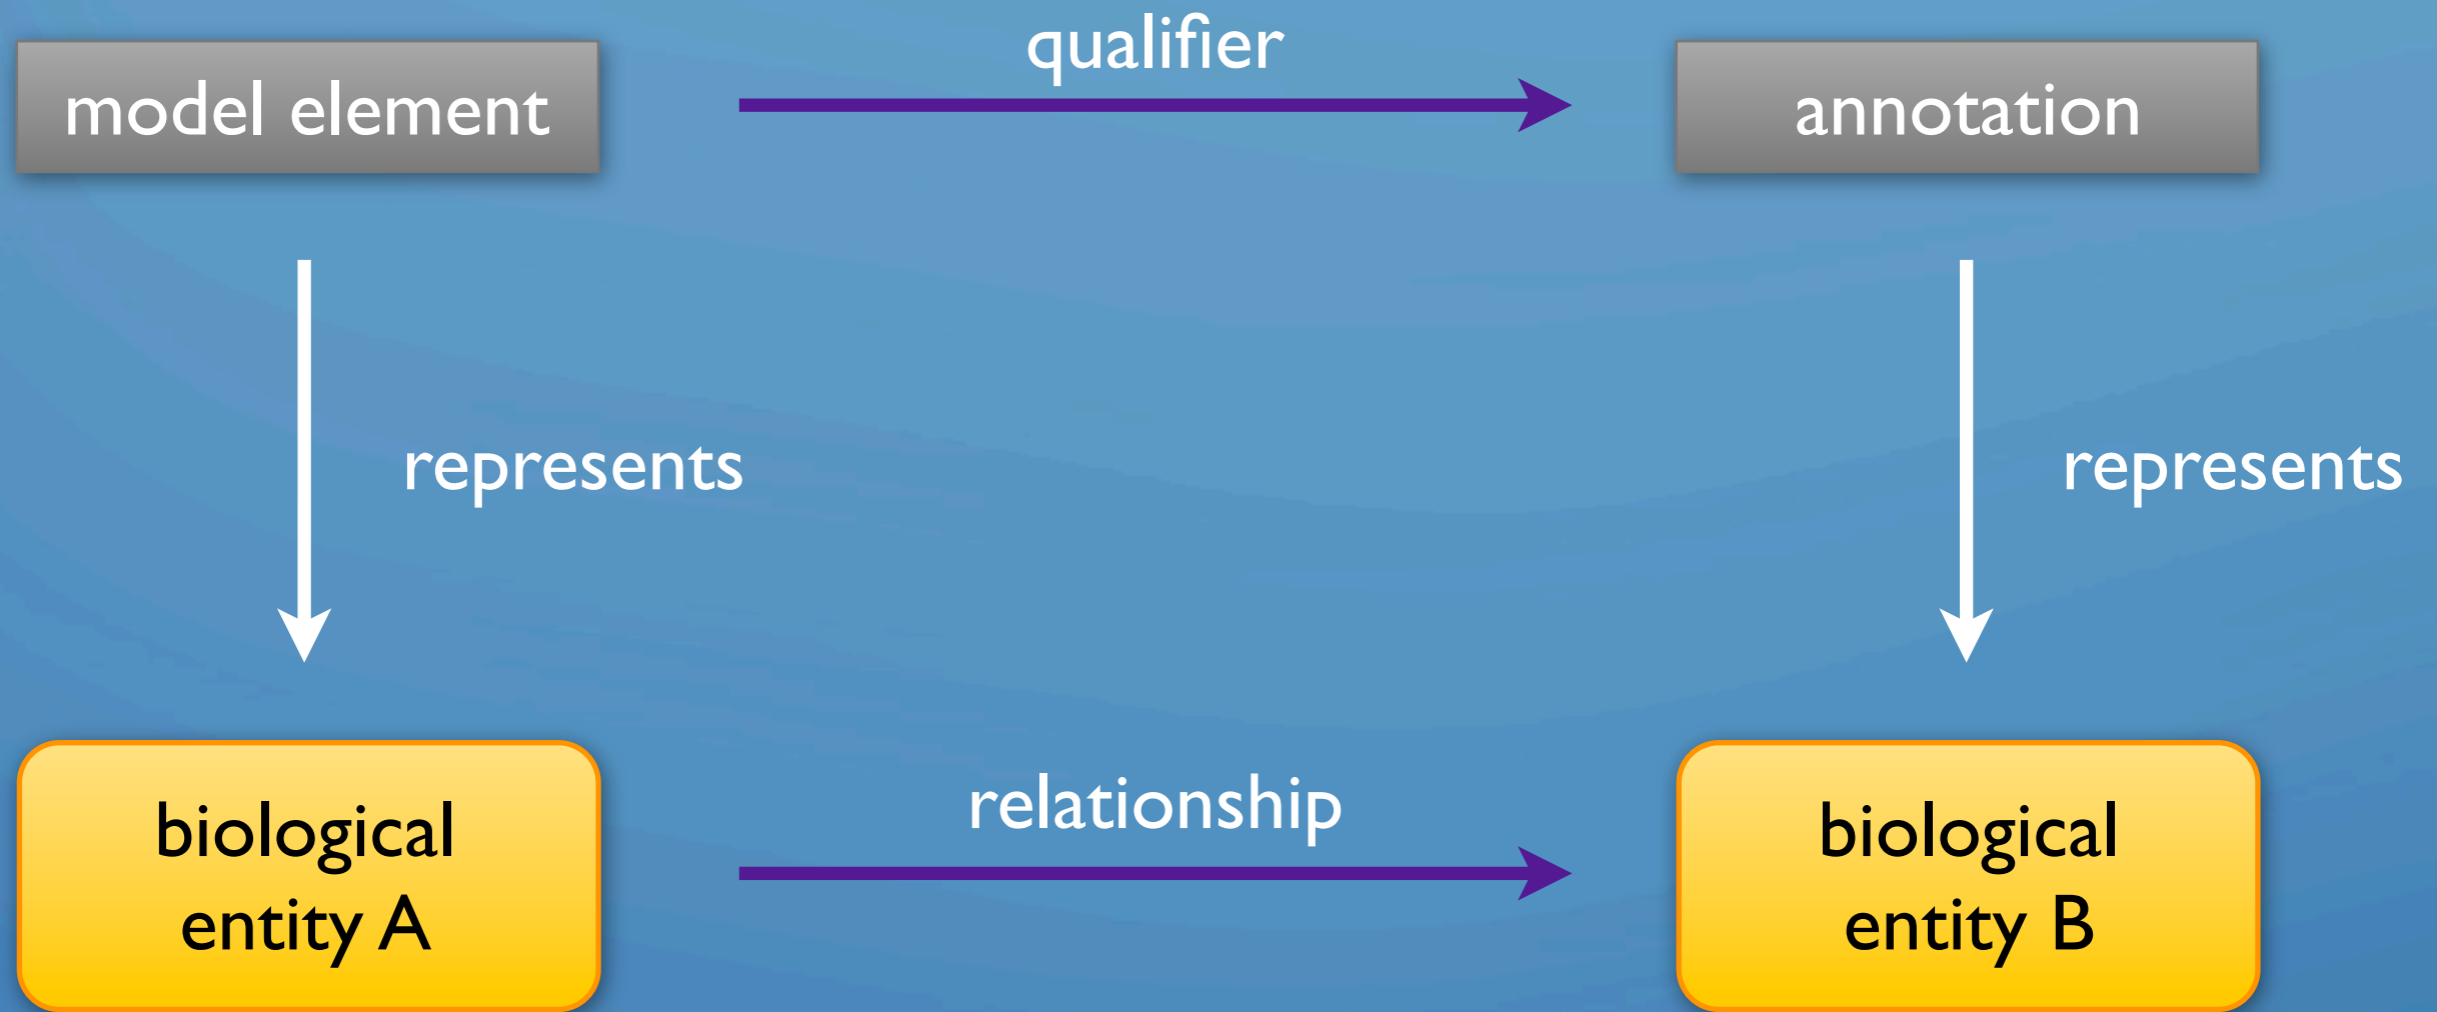 qualifier
model element
annotation
represents
represents
relationship
biological
entity A
biological
entity B